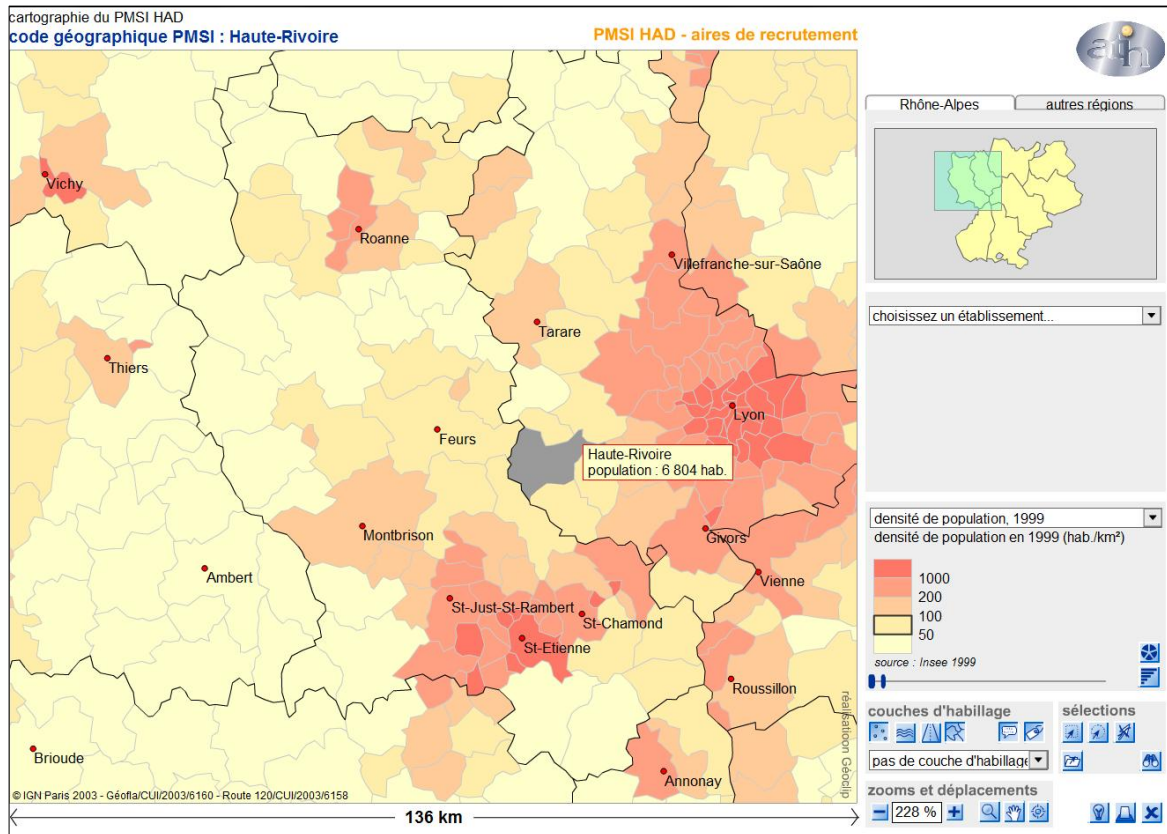 cartographie du PMSI HAD
code géographique PMSI : Haute-Rivoire
PMSI HAD - aires de recrutement
atih
Rhône-Alpes
autres régions
choisissez un établissement...
densité de population, 1999
densité de population en 1999 (hab./km²)
1000
200
100
50
source : Insee 1999
couches d'habillage
sélections
pas de couche d'habillage
zooms et déplacements
228 %
Vichy
Roanne
Villefranche-sur-Saône
Tarare
Thiers
Lyon
Feurs
Haute-Rivoire
population : 6 804 hab.
Montbrison
Givors
Ambert
Vienne
St-Just-St-Rambert
St-Chamond
St-Etienne
Roussillon
Brioude
Annonay
réalisatioon Géoclip
© IGN Paris 2003 - Géofla/CUI/2003/6160 - Route 120/CUI/2003/6158
136 km